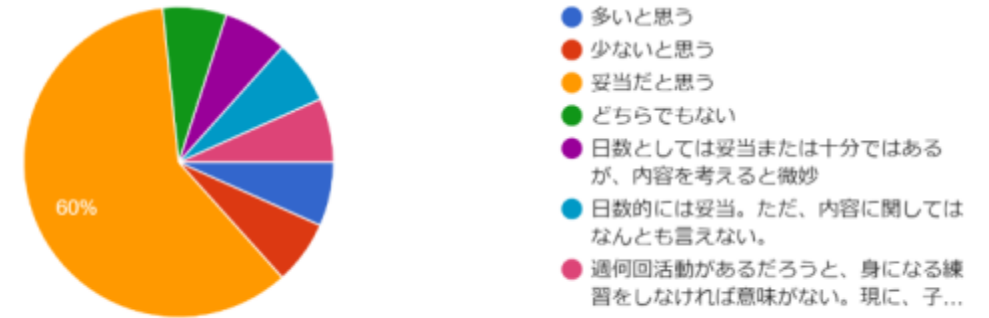 60%
多いと思う
少ないと思う
妥当だと思う
どちらでもない
日数としては妥当または十分ではある
が、内容を考えると微妙
日数的には妥当。ただ、内容に関しては
なんとも言えない。
週何回活動があるだろうと、身になる練
習をしなければ意味がない。現に、子...